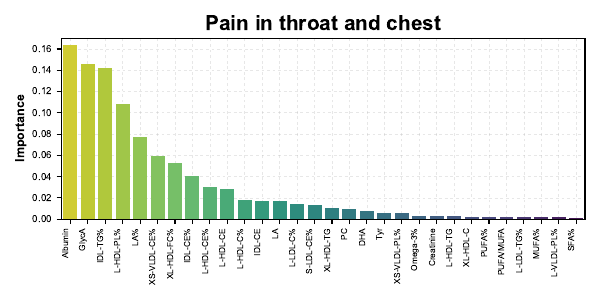 Pain in throat and chest
Importance
0.16
0.14
0.12
0.10
0.08
0.06
0.04
0.02
0.00
Albumin
GlycA
IDL-TG%
L-HDL-PL%
LA%
XS-VLDL-CE%
XL-HDL-FC%
IDL-CE%
L-HDL-CE%
L-HDL-CE
L-HDL-C%
IDL-CE
LA
L-LDL-C%
S-LDL-CE%
XL-HDL-TG
PC
DHA
Tyr
XS-VLDL-PL%
Omega-3%
Creatinine
L-HDL-TG
XL-HDL-C
PUFA%
PUFA/MUFA
L-LDL-TG%
MUFA%
L-VLDL-PL%
SFA%